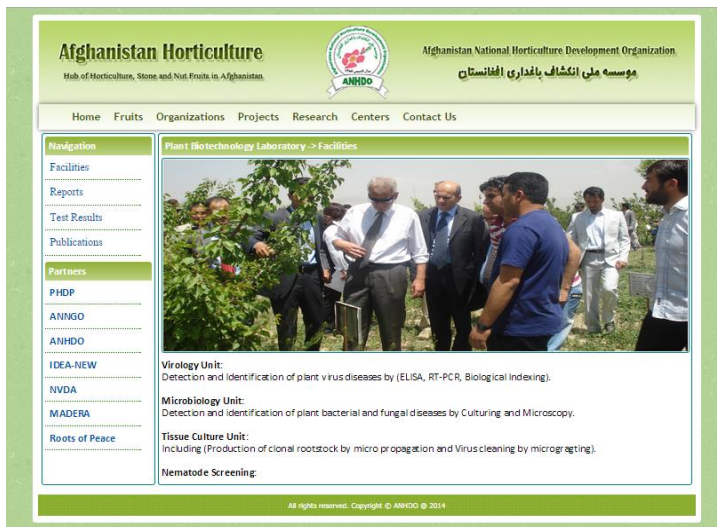 Afghanistan Horticulture
Hub of Horticulture, Stone and Nut Fruits in Afghanistan
ANHDO
Afghanistan National Horticulture Development Organization
موسسه ملی انکشاف باغداری افغانستان
Home Fruits Organizations Projects Research Centers Contact Us
Navigation
Facilities
Reports
Test Results
Publications
Partners
PHDP
ANNGO
ANHDO
IDEA-NEW
NVDA
MADERA
Roots of Peace
Plant Biotechnology Laboratory -> Facilities
Virology Unit:
Detection and Identification of plant virus diseases by (ELISA, RT-PCR, Biological Indexing).
Microbiology Unit:
Detection and identification of plant bacterial and fungal diseases by Culturing and Microscopy.
Tissue Culture Unit:
Including (Production of clonal rootstock by micro propagation and Virus cleaning by microgragting).
Nematode Screening:
All rights reserved. Copyright © ANHDO @ 2014